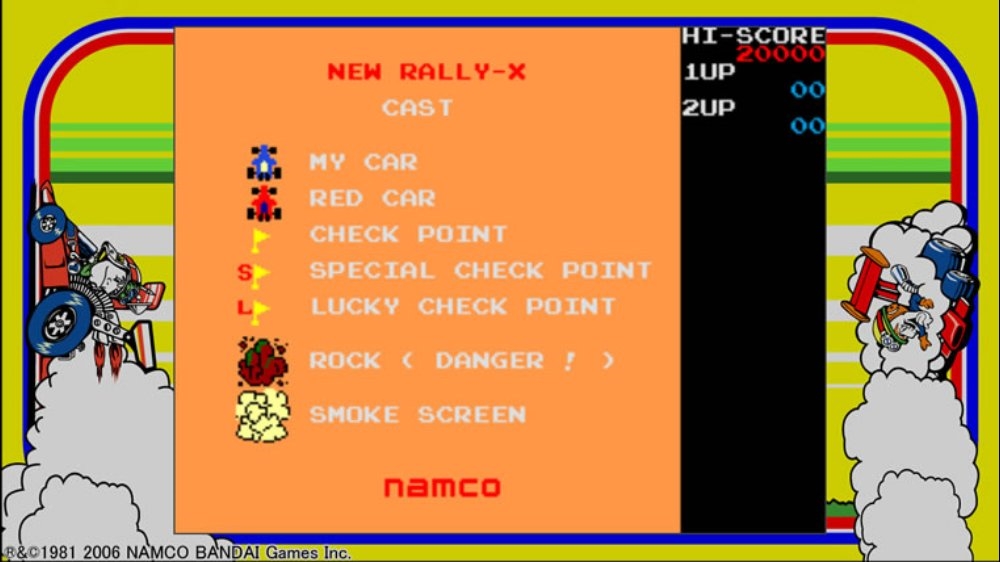 NEW RALLY-X
CAST
MY CAR
RED CAR
CHECK POINT
S SPECIAL CHECK POINT
L LUCKY CHECK POINT
ROCK ( DANGER ! )
SMOKE SCREEN
namco
HI-SCORE
20000
1UP
00
2UP
00
®&©1981 2006 NAMCO BANDAI Games Inc.